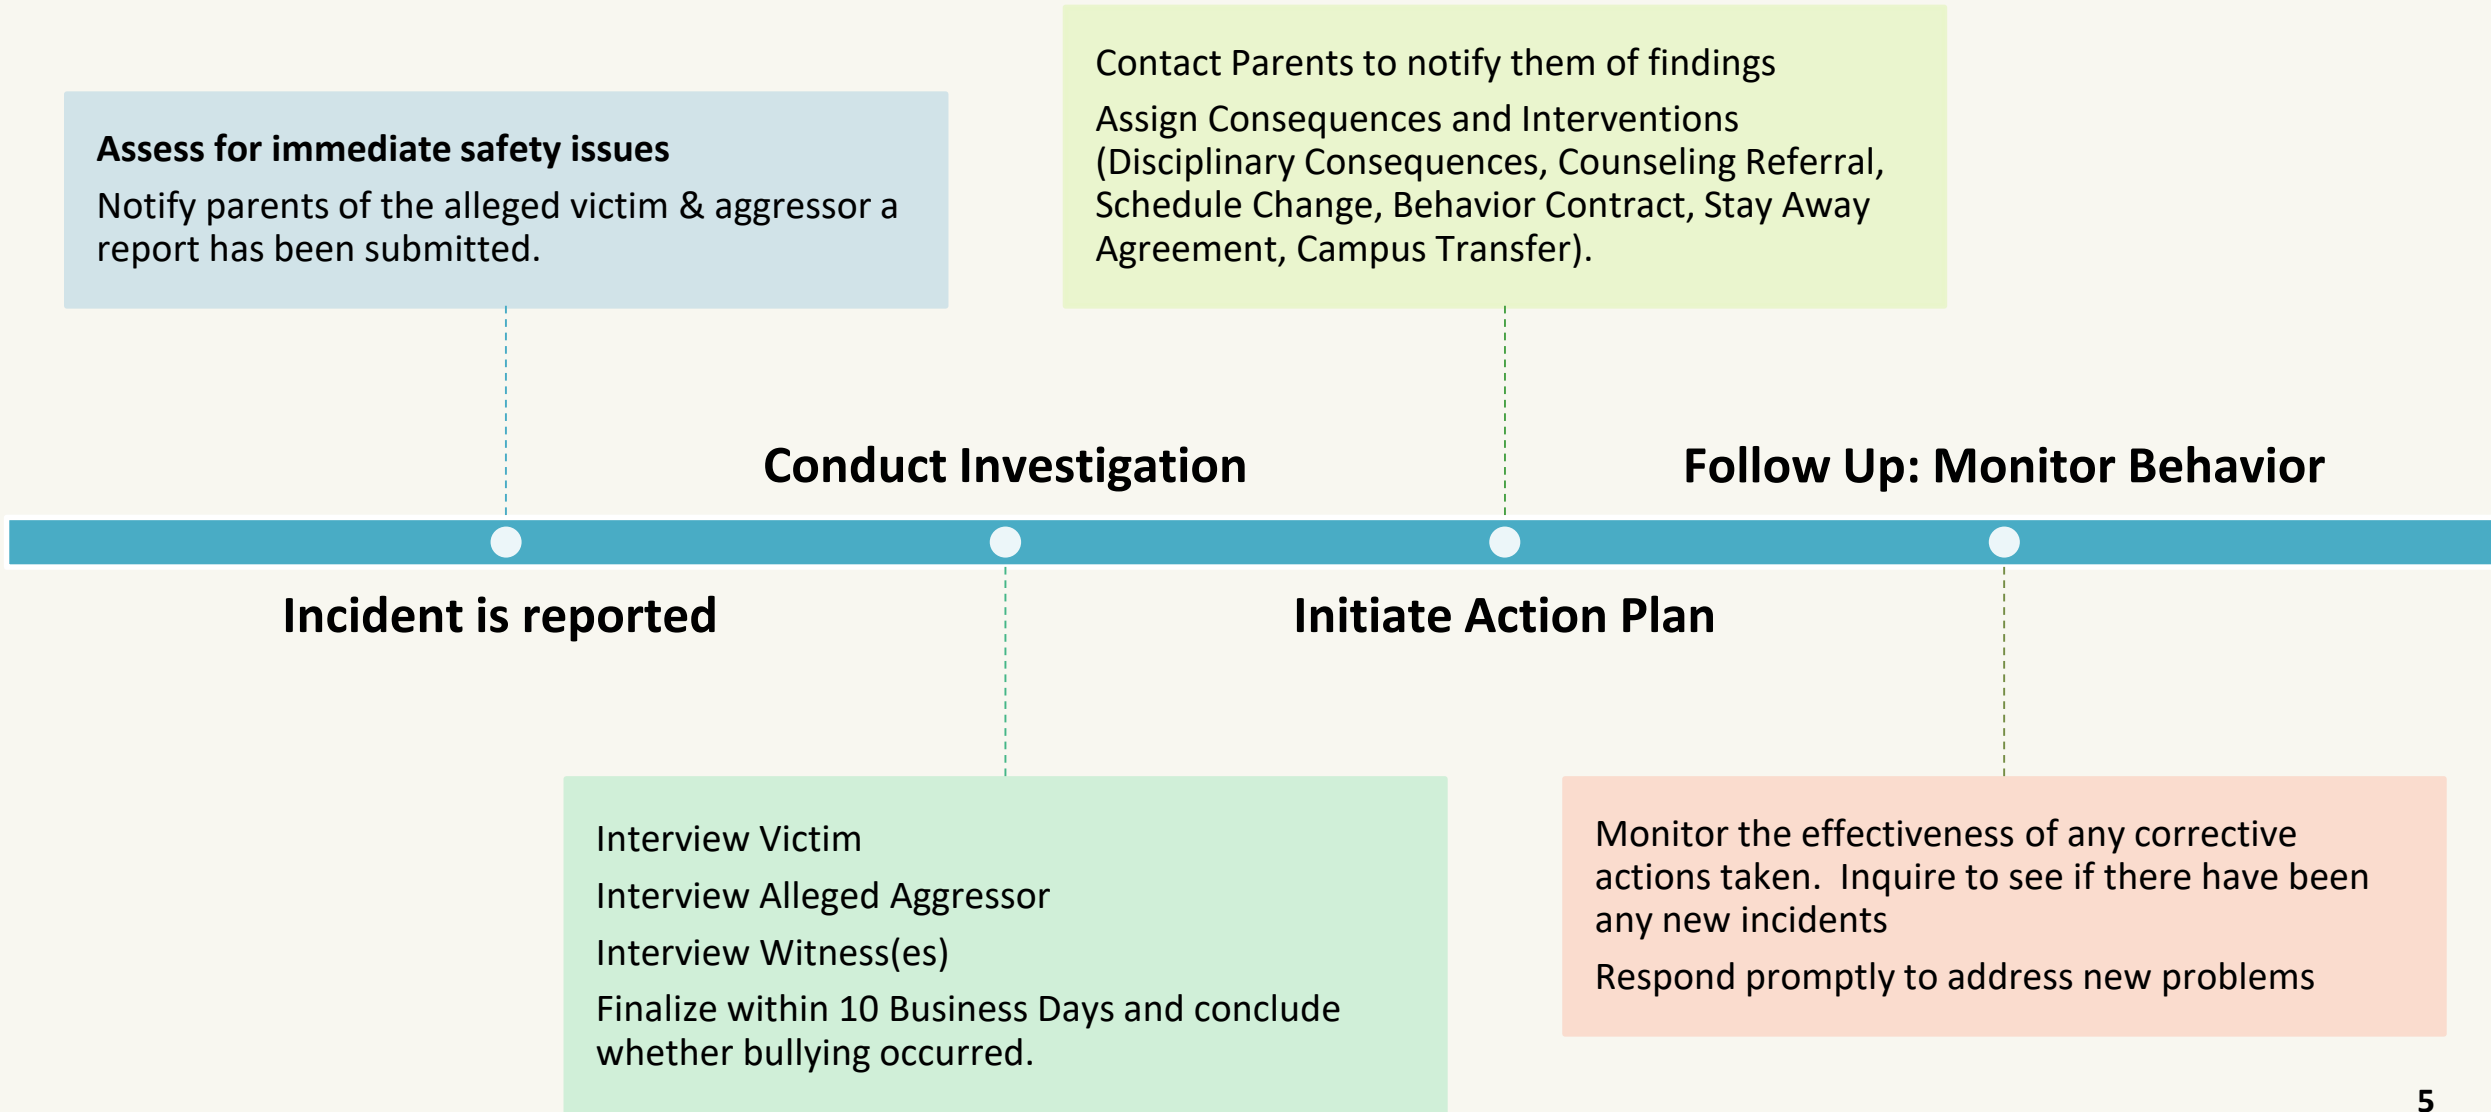 Assess for immediate safety issues
Notify parents of the alleged victim & aggressor a
report has been submitted.
Incident is reported
Conduct Investigation
Interview Victim
Interview Alleged Aggressor
Interview Witness(es)
Finalize within 10 Business Days and conclude
whether bullying occurred.
Contact Parents to notify them of findings
Assign Consequences and Interventions
(Disciplinary Consequences, Counseling Referral,
Schedule Change, Behavior Contract, Stay Away
Agreement, Campus Transfer).
Initiate Action Plan
Follow Up: Monitor Behavior
Monitor the effectiveness of any corrective
actions taken.  Inquire to see if there have been
any new incidents
Respond promptly to address new problems
5